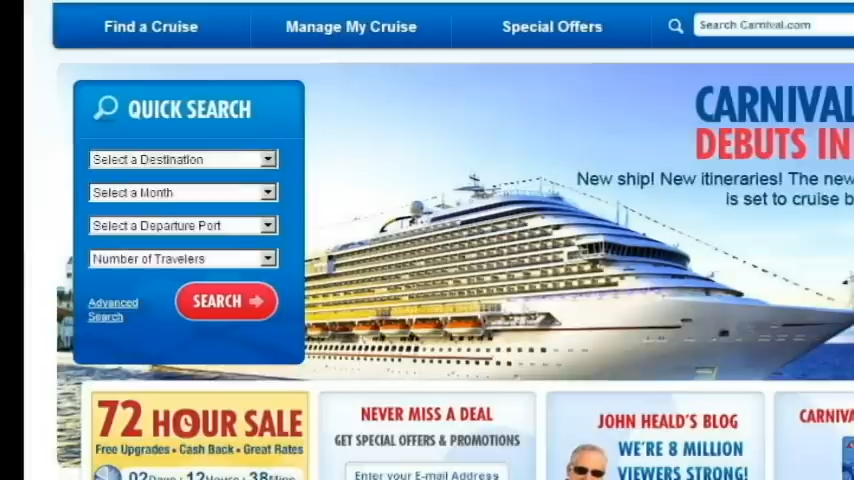 Find a Cruise
Manage My Cruise
Special Offers
Search Carnival.com
QUICK SEARCH
Select a Destination
Select a Month
Select a Departure Port
Number of Travelers
Advanced
Search
SEARCH
CARNIVAL
DEBUTS IN
New ship! New itineraries! The new
is set to cruise b
72 HOUR SALE
Free Upgrades • Cash Back • Great Rates
02Days : 12Hours : 38Mins
NEVER MISS A DEAL
GET SPECIAL OFFERS & PROMOTIONS
Enter your E-mail Address
JOHN HEALD'S BLOG
WE'RE 8 MILLION
VIEWERS STRONG!
CARNIVA